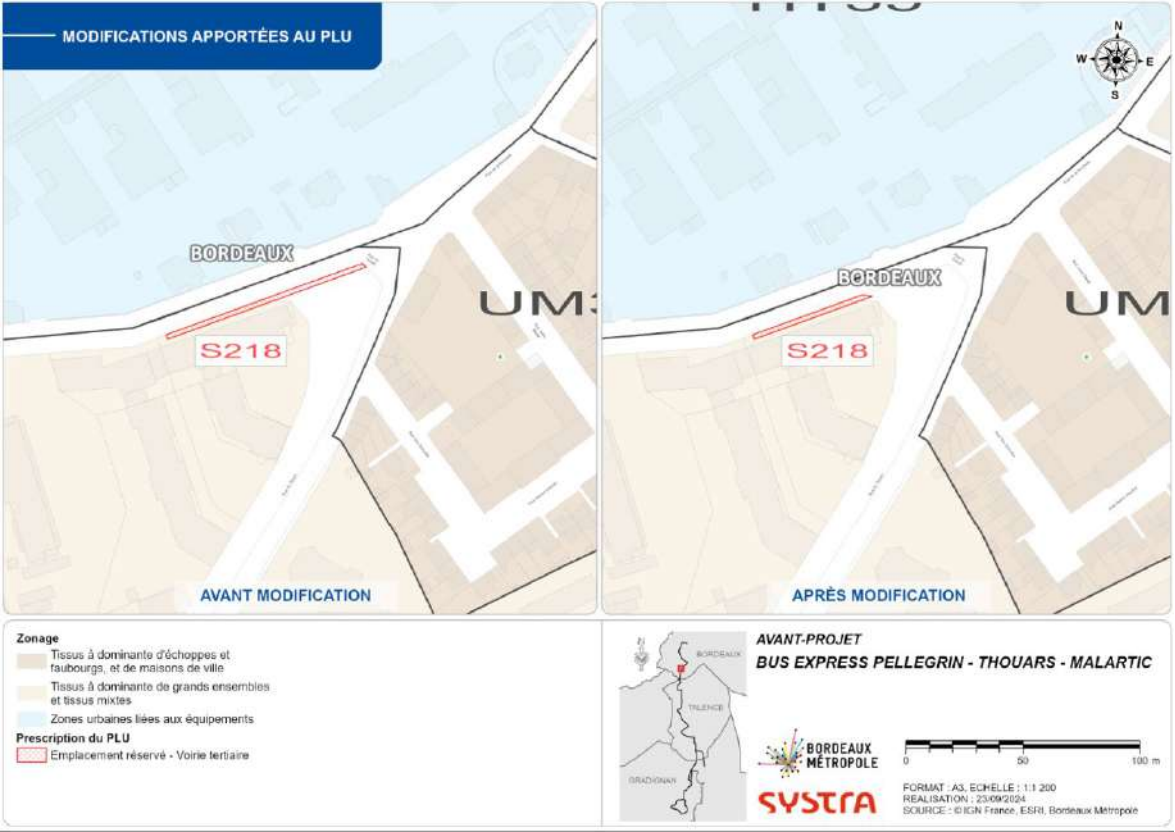 MODIFICATIONS APPORTÉES AU PLU
BORDEAUX
UM
S218
AVANT MODIFICATION
N
W
E
S
BORDEAUX
UM
S218
APRÈS MODIFICATION
Zonage
Tissus à dominante d'échoppes et
faubourgs, et de maisons de ville
Tissus à dominante de grands ensembles
et tissus mixtes
Zones urbaines liées aux équipements
Prescription du PLU
Emplacement réservé - Voirie tertiaire
N
BORDEAUX
TALENCE
GRADIGNAN
AVANT-PROJET
BUS EXPRESS PELLEGRIN - THOUARS - MALARTIC
BORDEAUX
MÉTROPOLE
SYSTRA
0 50 100 m
FORMAT : A3, ECHELLE : 1:1 200
REALISATION : 23/09/2024
SOURCE : © IGN France, ESRI, Bordeaux Métropole